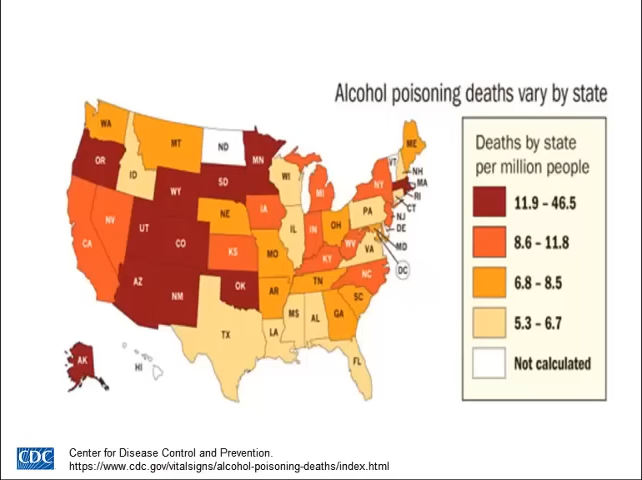 Alcohol poisoning deaths vary by state
Deaths by state
per million people
11.9 – 46.5
8.6 – 11.8
6.8 – 8.5
5.3 – 6.7
Not calculated
WA
MT
ND
MN
ME
VT
NH
MA
RI
CT
NJ
DE
MD
DC
OR
ID
WY
SD
WI
MI
NY
NV
UT
CO
NE
IA
IL
IN
OH
PA
CA
KS
MO
KY
WV
VA
AZ
NM
OK
AR
TN
NC
SC
TX
LA
MS
AL
GA
FL
AK
HI
CDC
Center for Disease Control and Prevention.
https://www.cdc.gov/vitalsigns/alcohol-poisoning-deaths/index.html